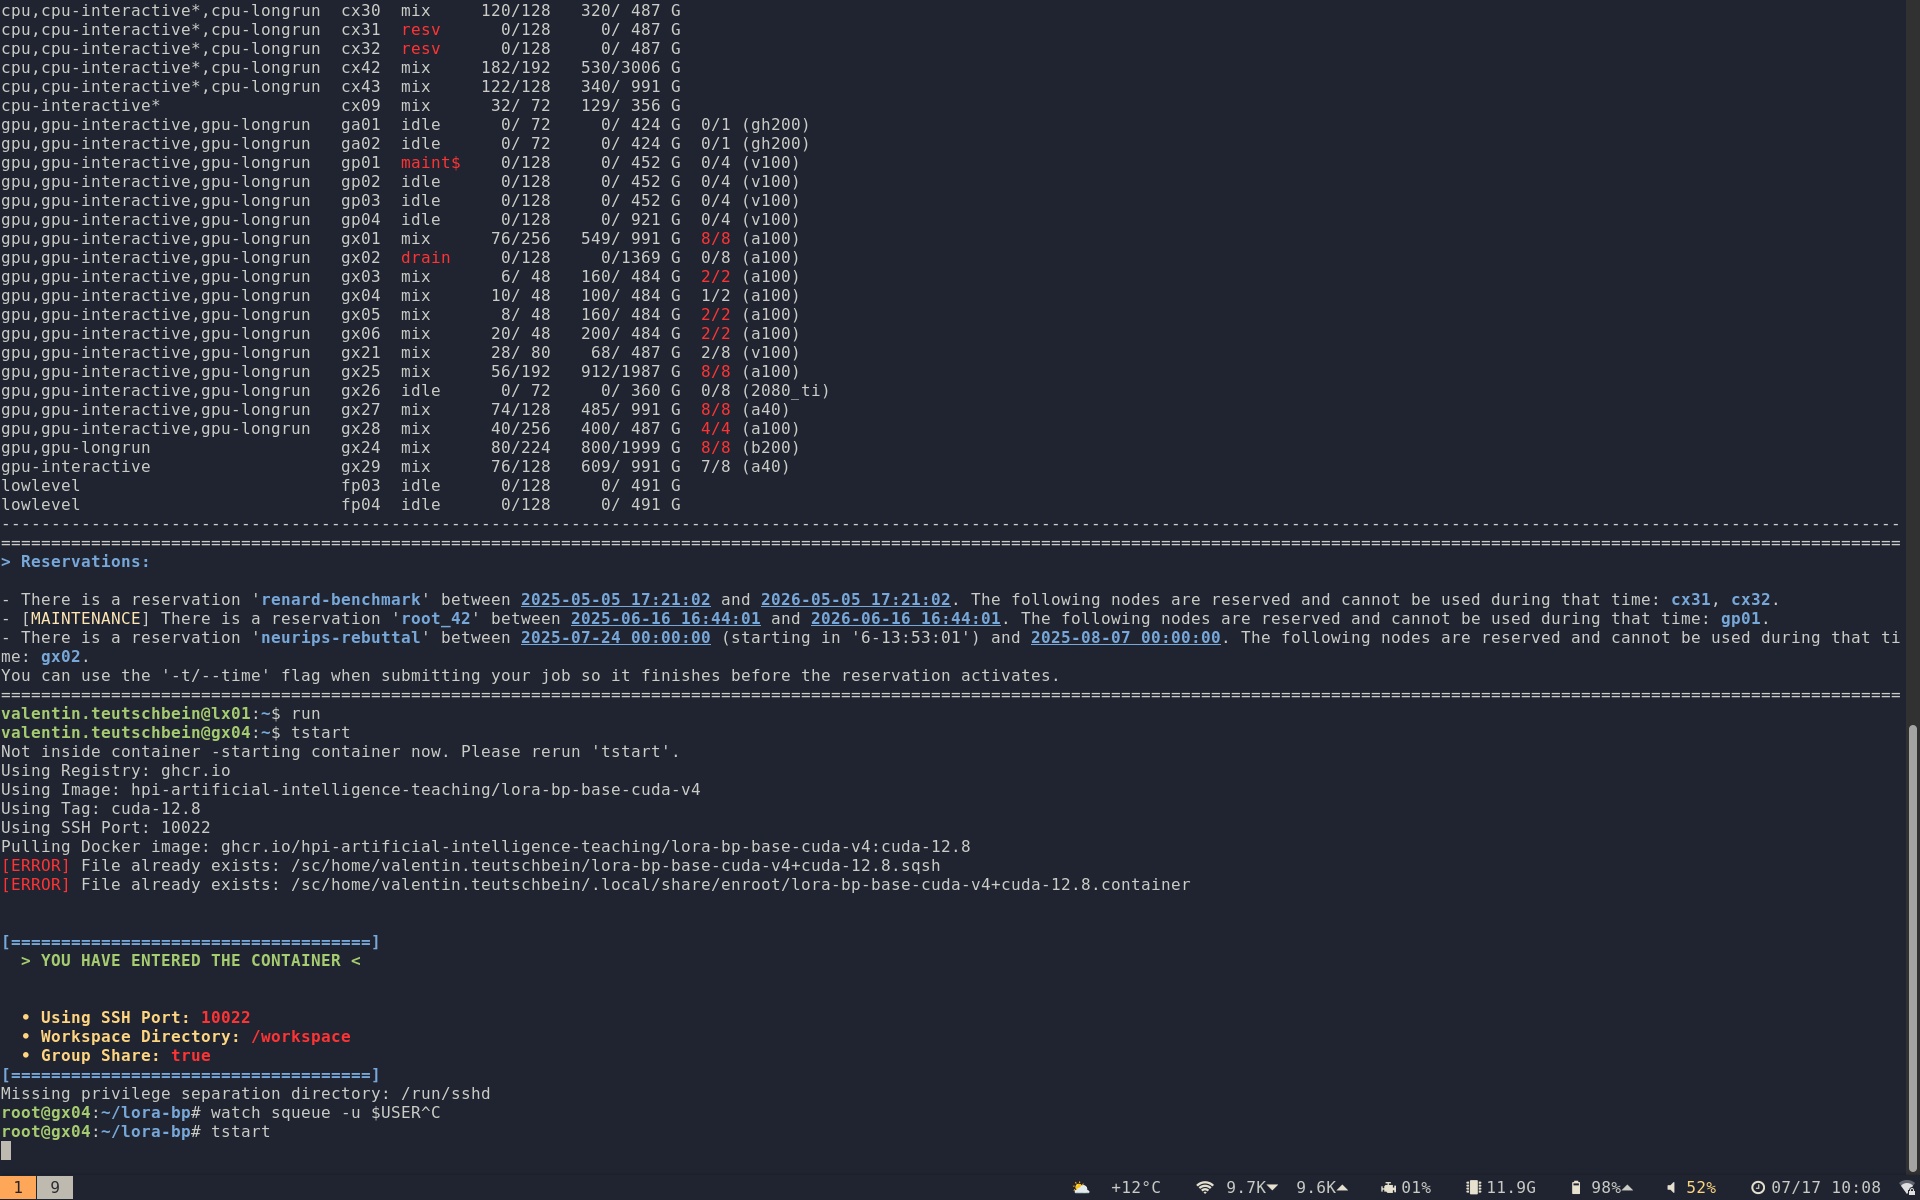 cpu,cpu-interactive*,cpu-longrun  cx30  mix     120/128   320/ 487 G
cpu,cpu-interactive*,cpu-longrun  cx31  resv      0/128     0/ 487 G
cpu,cpu-interactive*,cpu-longrun  cx32  resv      0/128     0/ 487 G
cpu,cpu-interactive*,cpu-longrun  cx42  mix     182/192   530/3006 G
cpu,cpu-interactive*,cpu-longrun  cx43  mix     122/128   340/ 991 G
cpu-interactive*                  cx09  mix      32/ 72   129/ 356 G
gpu,gpu-interactive,gpu-longrun   ga01  idle      0/ 72     0/ 424 G  0/1 (gh200)
gpu,gpu-interactive,gpu-longrun   ga02  idle      0/ 72     0/ 424 G  0/1 (gh200)
gpu,gpu-interactive,gpu-longrun   gp01  maint$    0/128     0/ 452 G  0/4 (v100)
gpu,gpu-interactive,gpu-longrun   gp02  idle      0/128     0/ 452 G  0/4 (v100)
gpu,gpu-interactive,gpu-longrun   gp03  idle      0/128     0/ 452 G  0/4 (v100)
gpu,gpu-interactive,gpu-longrun   gp04  idle      0/128     0/ 921 G  0/4 (v100)
gpu,gpu-interactive,gpu-longrun   gx01  mix      76/256   549/ 991 G  8/8 (a100)
gpu,gpu-interactive,gpu-longrun   gx02  drain     0/128     0/1369 G  0/8 (a100)
gpu,gpu-interactive,gpu-longrun   gx03  mix       6/ 48   160/ 484 G  2/2 (a100)
gpu,gpu-interactive,gpu-longrun   gx04  mix      10/ 48   100/ 484 G  1/2 (a100)
gpu,gpu-interactive,gpu-longrun   gx05  mix       8/ 48   160/ 484 G  2/2 (a100)
gpu,gpu-interactive,gpu-longrun   gx06  mix      20/ 48   200/ 484 G  2/2 (a100)
gpu,gpu-interactive,gpu-longrun   gx21  mix      28/ 80    68/ 487 G  2/8 (v100)
gpu,gpu-interactive,gpu-longrun   gx25  mix      56/192   912/1987 G  8/8 (a100)
gpu,gpu-interactive,gpu-longrun   gx26  idle      0/ 72     0/ 360 G  0/8 (2080_ti)
gpu,gpu-interactive,gpu-longrun   gx27  mix      74/128   485/ 991 G  8/8 (a40)
gpu,gpu-interactive,gpu-longrun   gx28  mix      40/256   400/ 487 G  4/4 (a100)
gpu,gpu-longrun                   gx24  mix      80/224   800/1999 G  8/8 (b200)
gpu-interactive                   gx29  mix      76/128   609/ 991 G  7/8 (a40)
lowlevel                          fp03  idle      0/128     0/ 491 G
lowlevel                          fp04  idle      0/128     0/ 491 G
> Reservations:
- There is a reservation 'renard-benchmark' between 2025-05-05 17:21:02 and 2026-05-05 17:21:02. The following nodes are reserved and cannot be used during that time: cx31, cx32.
- [MAINTENANCE] There is a reservation 'root_42' between 2025-06-16 16:44:01 and 2026-06-16 16:44:01. The following nodes are reserved and cannot be used during that time: gp01.
- There is a reservation 'neurips-rebuttal' between 2025-07-24 00:00:00 (starting in '6-13:53:01') and 2025-08-07 00:00:00. The following nodes are reserved and cannot be used during that ti
me: gx02.
You can use the '-t/--time' flag when submitting your job so it finishes before the reservation activates.
valentin.teutschbein@lx01:~$ run
valentin.teutschbein@gx04:~$ tstart
Not inside container -starting container now. Please rerun 'tstart'.
Using Registry: ghcr.io
Using Image: hpi-artificial-intelligence-teaching/lora-bp-base-cuda-v4
Using Tag: cuda-12.8
Using SSH Port: 10022
Pulling Docker image: ghcr.io/hpi-artificial-intelligence-teaching/lora-bp-base-cuda-v4:cuda-12.8
[ERROR] File already exists: /sc/home/valentin.teutschbein/lora-bp-base-cuda-v4+cuda-12.8.sqsh
[ERROR] File already exists: /sc/home/valentin.teutschbein/.local/share/enroot/lora-bp-base-cuda-v4+cuda-12.8.container
[====================================]
> YOU HAVE ENTERED THE CONTAINER <
• Using SSH Port: 10022
• Workspace Directory: /workspace
• Group Share: true
[====================================]
Missing privilege separation directory: /run/sshd
root@gx04:~/lora-bp# watch squeue -u $USER^C
root@gx04:~/lora-bp# tstart
1 9 +12°C 9.7K 9.6K 01% 11.9G 98% 52% 07/17 10:08